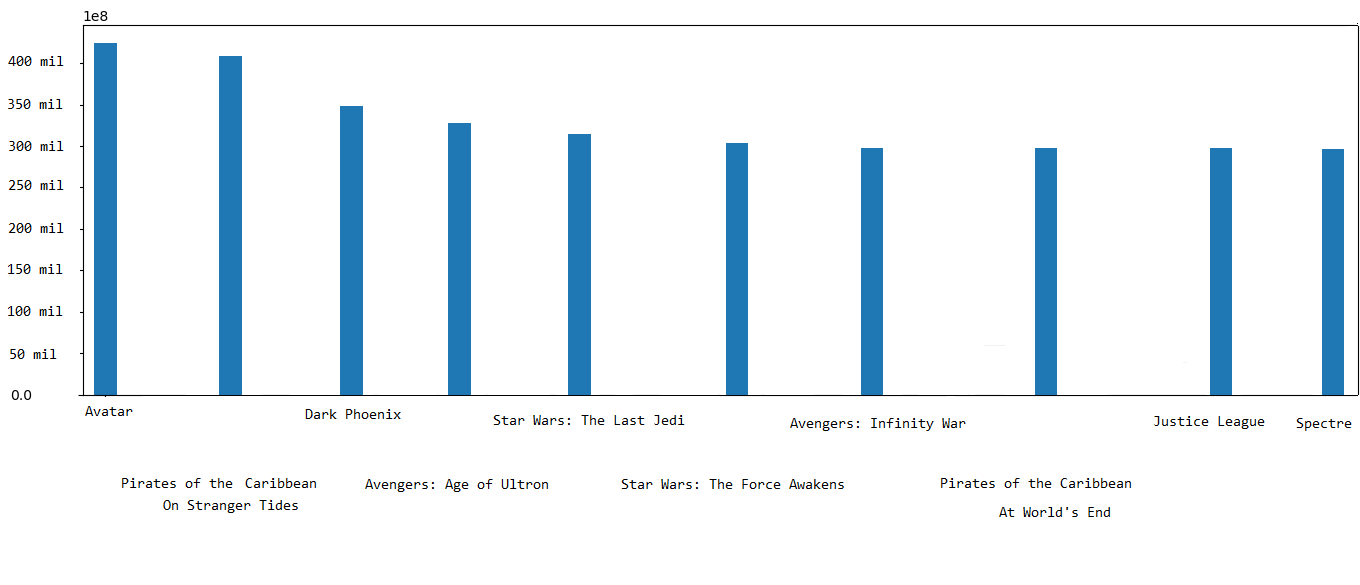 1e8
400 mil
350 mil
300 mil
250 mil
200 mil
150 mil
100 mil
50 mil
0.0
Avatar
Dark Phoenix
Star Wars: The Last Jedi
Avengers: Infinity War
Justice League
Spectre
Pirates of the Caribbean
On Stranger Tides
Avengers: Age of Ultron
Star Wars: The Force Awakens
Pirates of the Caribbean
At World's End